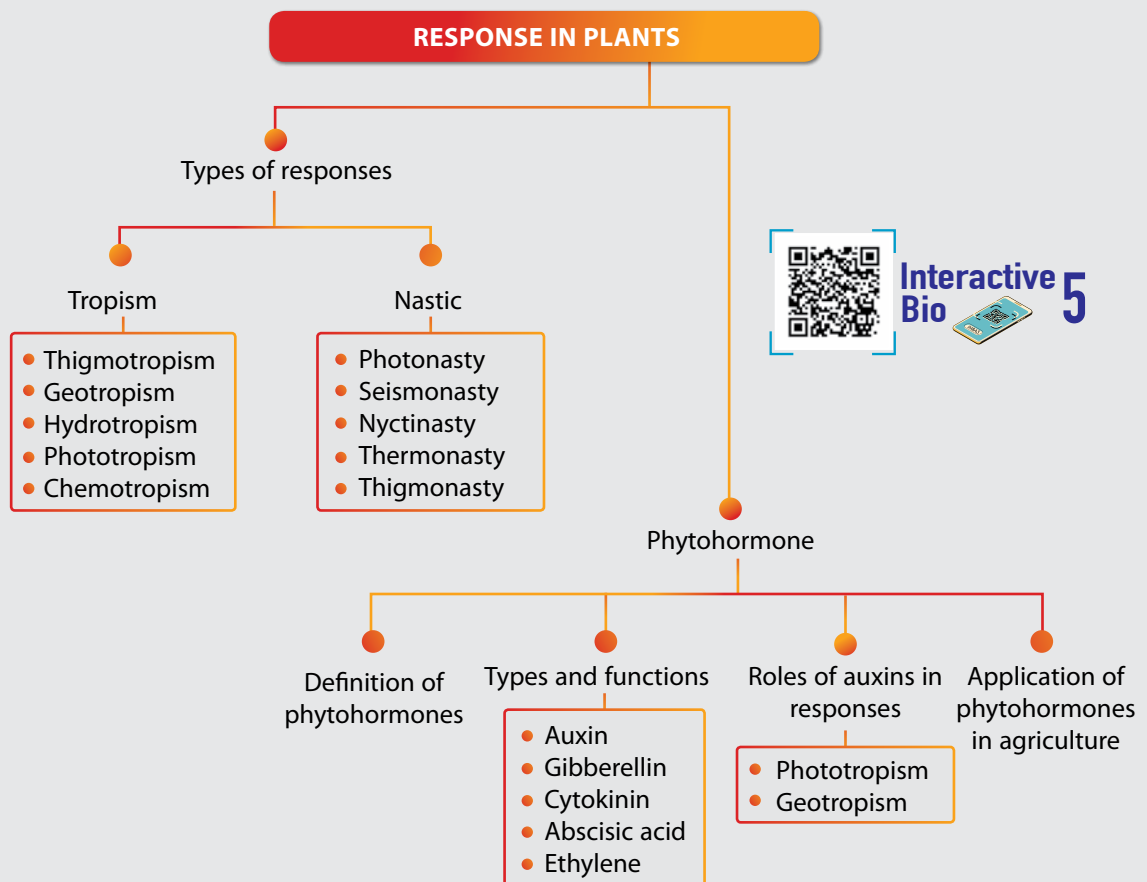 RESPONSE IN PLANTS
Types of responses
Tropism
Thigmotropism
Geotropism
Hydrotropism
Phototropism
Chemotropism
Nastic
Photonasty
Seismonasty
Nyctinasty
Thermonasty
Thigmonasty
Interactive
Bio 5
Phytohormone
Definition of
phytohormones
Types and functions
Auxin
Gibberellin
Cytokinin
Abscisic acid
Ethylene
Roles of auxins in
responses
Phototropism
Geotropism
Application of
phytohormones
in agriculture